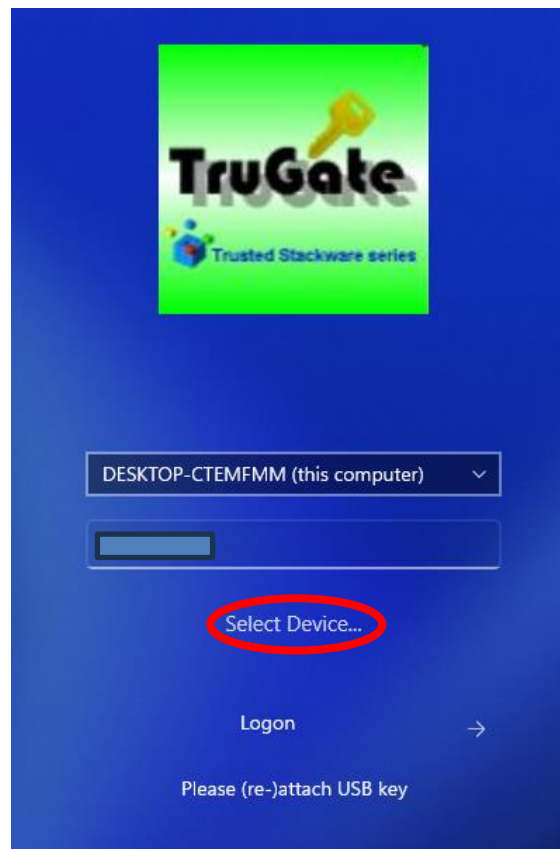 TruGate
Trusted Stackware series
DESKTOP-CTEMFMM (this computer)
Select Device...
Logon
Please (re-)attach USB key